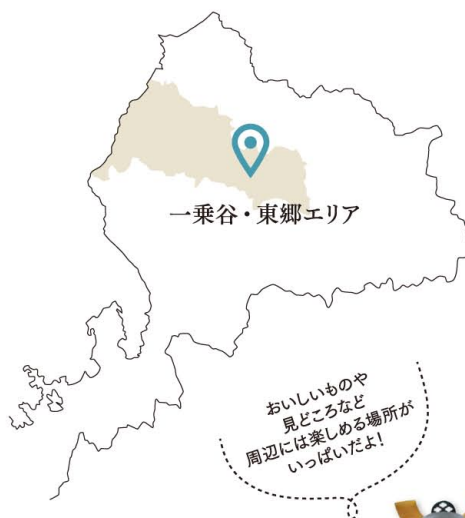 一乗谷・東郷エリア
おいしいものや
見どころなど
周辺には楽しめる場所が
いっぱいだよ!